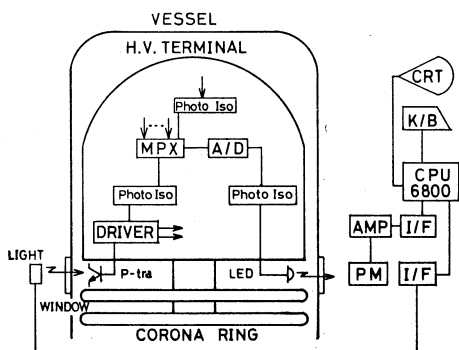 VESSEL
H.V. TERMINAL
CRT
Photo Iso
K/B
MPX
A/D
CPU
6800
Photo Iso
Photo Iso
DRIVER
AMP
I/F
LIGHT
P-tra
LED
PM
I/F
WINDOW
CORONA RING